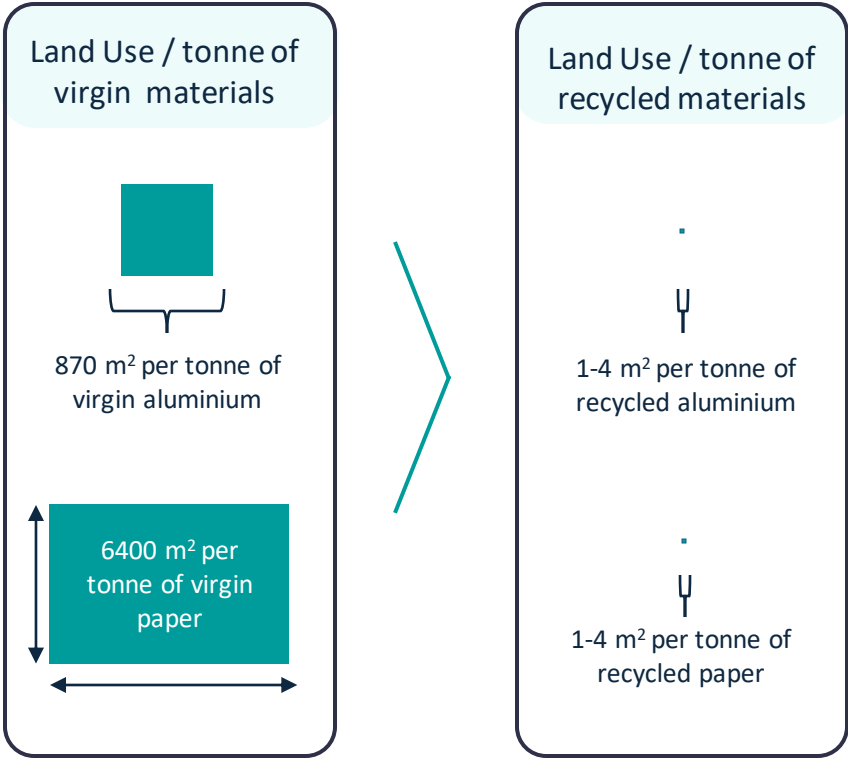 Land Use / tonne of
virgin materials
870 m² per tonne of
virgin aluminium
6400 m² per
tonne of virgin
paper
Land Use / tonne of
recycled materials
1-4 m² per tonne of
recycled aluminium
1-4 m² per tonne of
recycled paper